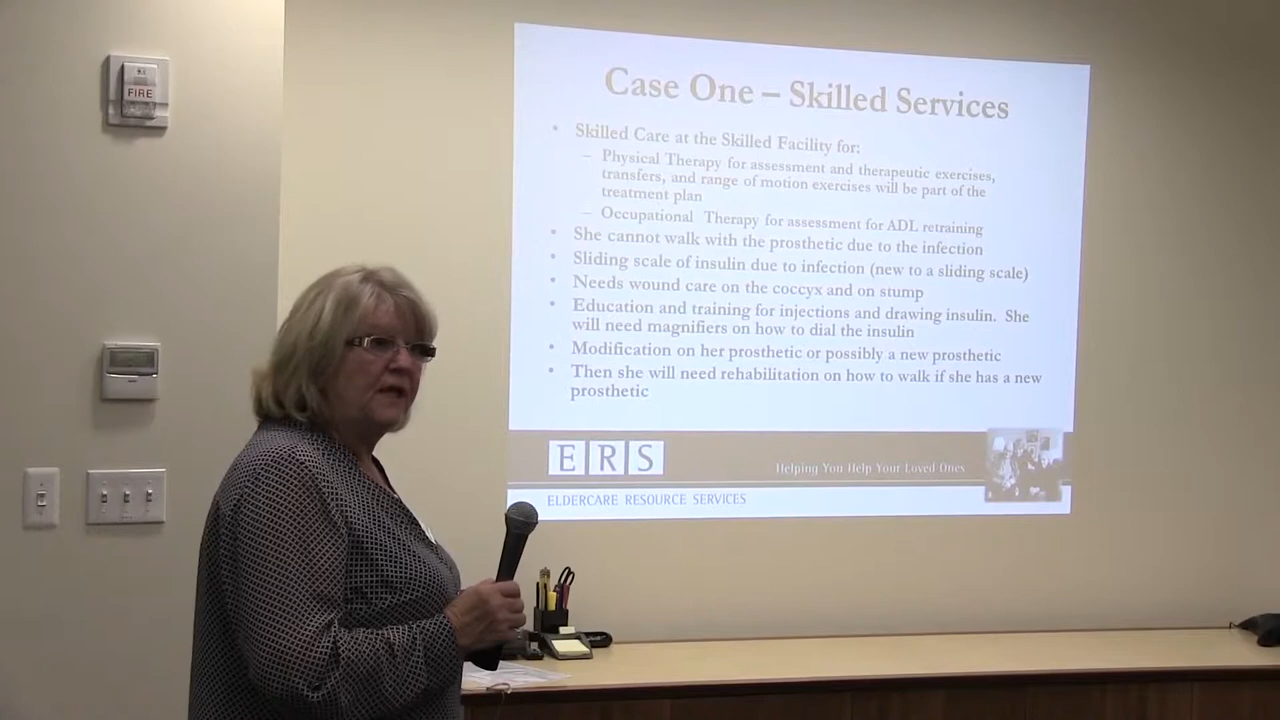 FIRE
Case One – Skilled Services
• Skilled Care at the Skilled Facility for:
– Physical Therapy for assessment and therapeutic exercises,
transfers, and range of motion exercises will be part of the
treatment plan
– Occupational Therapy for assessment for ADL retraining
• She cannot walk with the prosthetic due to the infection
• Sliding scale of insulin due to infection (new to a sliding scale)
• Needs wound care on the coccyx and on stump
• Education and training for injections and drawing insulin. She
will need magnifiers on how to dial the insulin
• Modification on her prosthetic or possibly a new prosthetic
• Then she will need rehabilitation on how to walk if she has a new
prosthetic
ERS
Helping You Help Your Loved Ones
ELDERCARE RESOURCE SERVICES